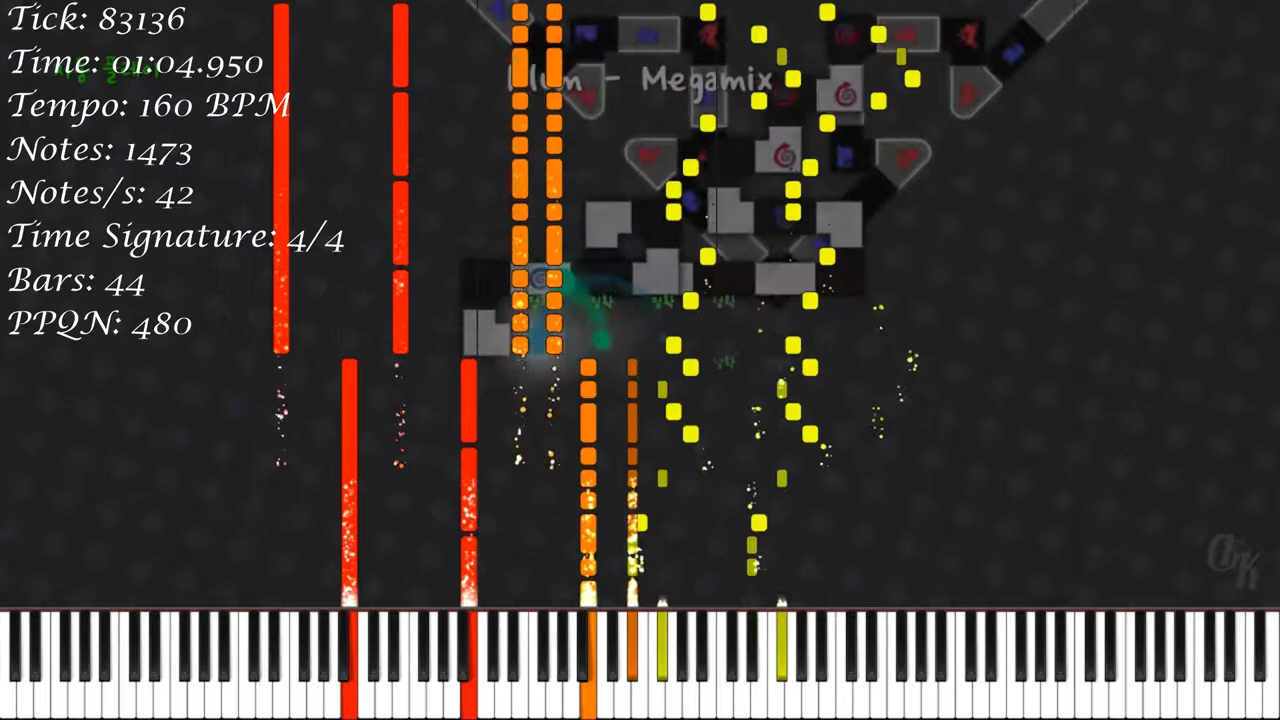 Tick: 83136
Time: 01:04.950
Tempo: 160 BPM
Notes: 1473
Notes/s: 42
Time Signature: 4/4
Bars: 44
PPQN: 480
- Megamix